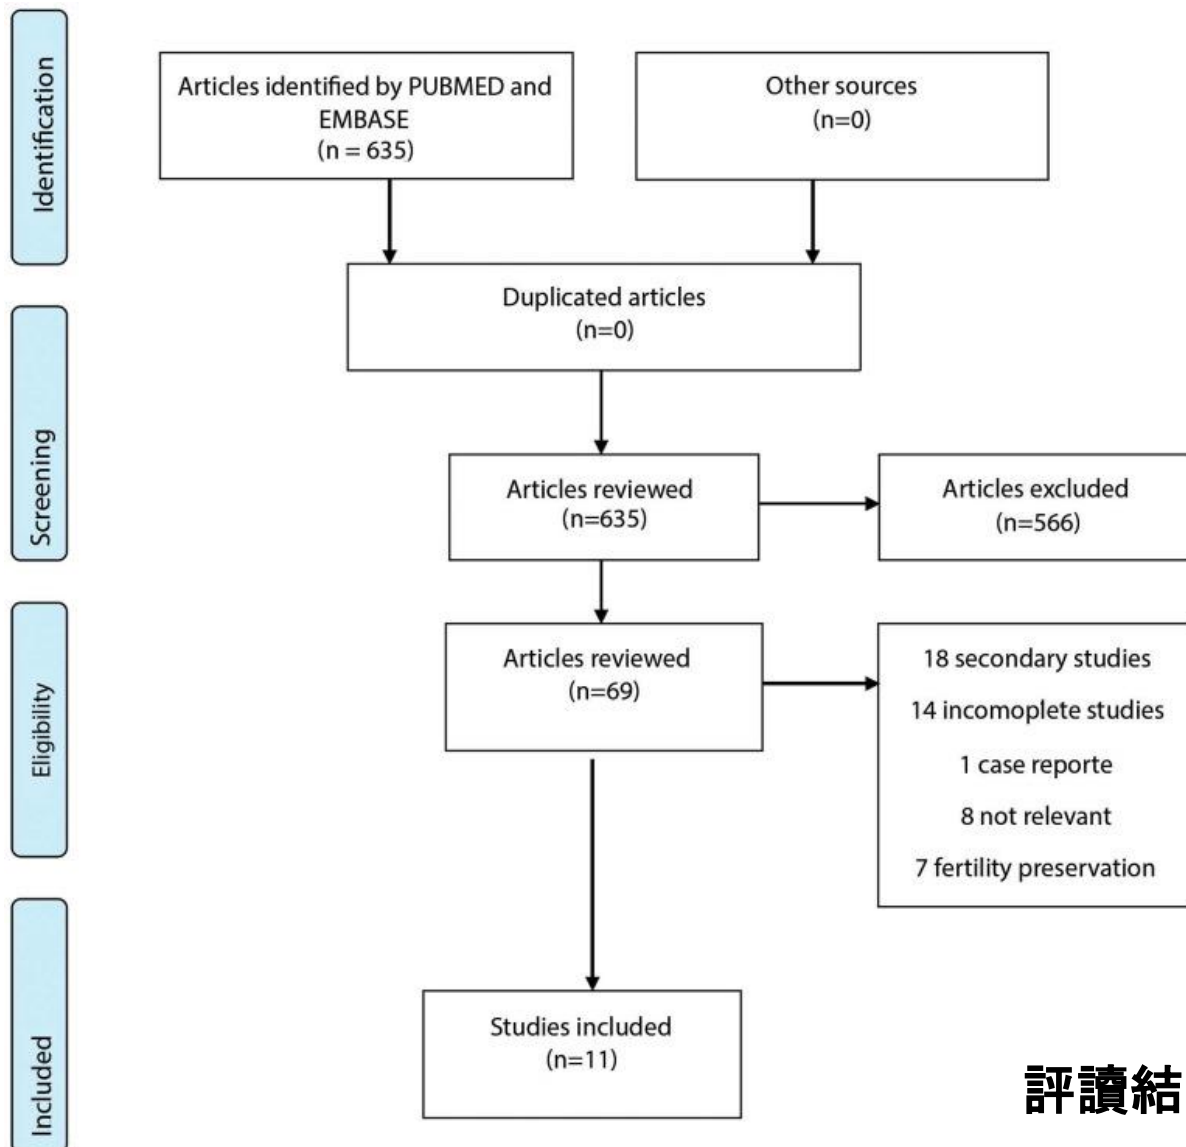 Identification
Articles identified by PUBMED and
EMBASE
(n = 635)
Other sources
(n=0)
Duplicated articles
(n=0)
Screening
Articles reviewed
(n=635)
Articles excluded
(n=566)
Eligibility
Articles reviewed
(n=69)
18 secondary studies
14 incomoplete studies
1 case reporte
8 not relevant
7 fertility preservation
Included
Studies included
(n=11)
評讀結